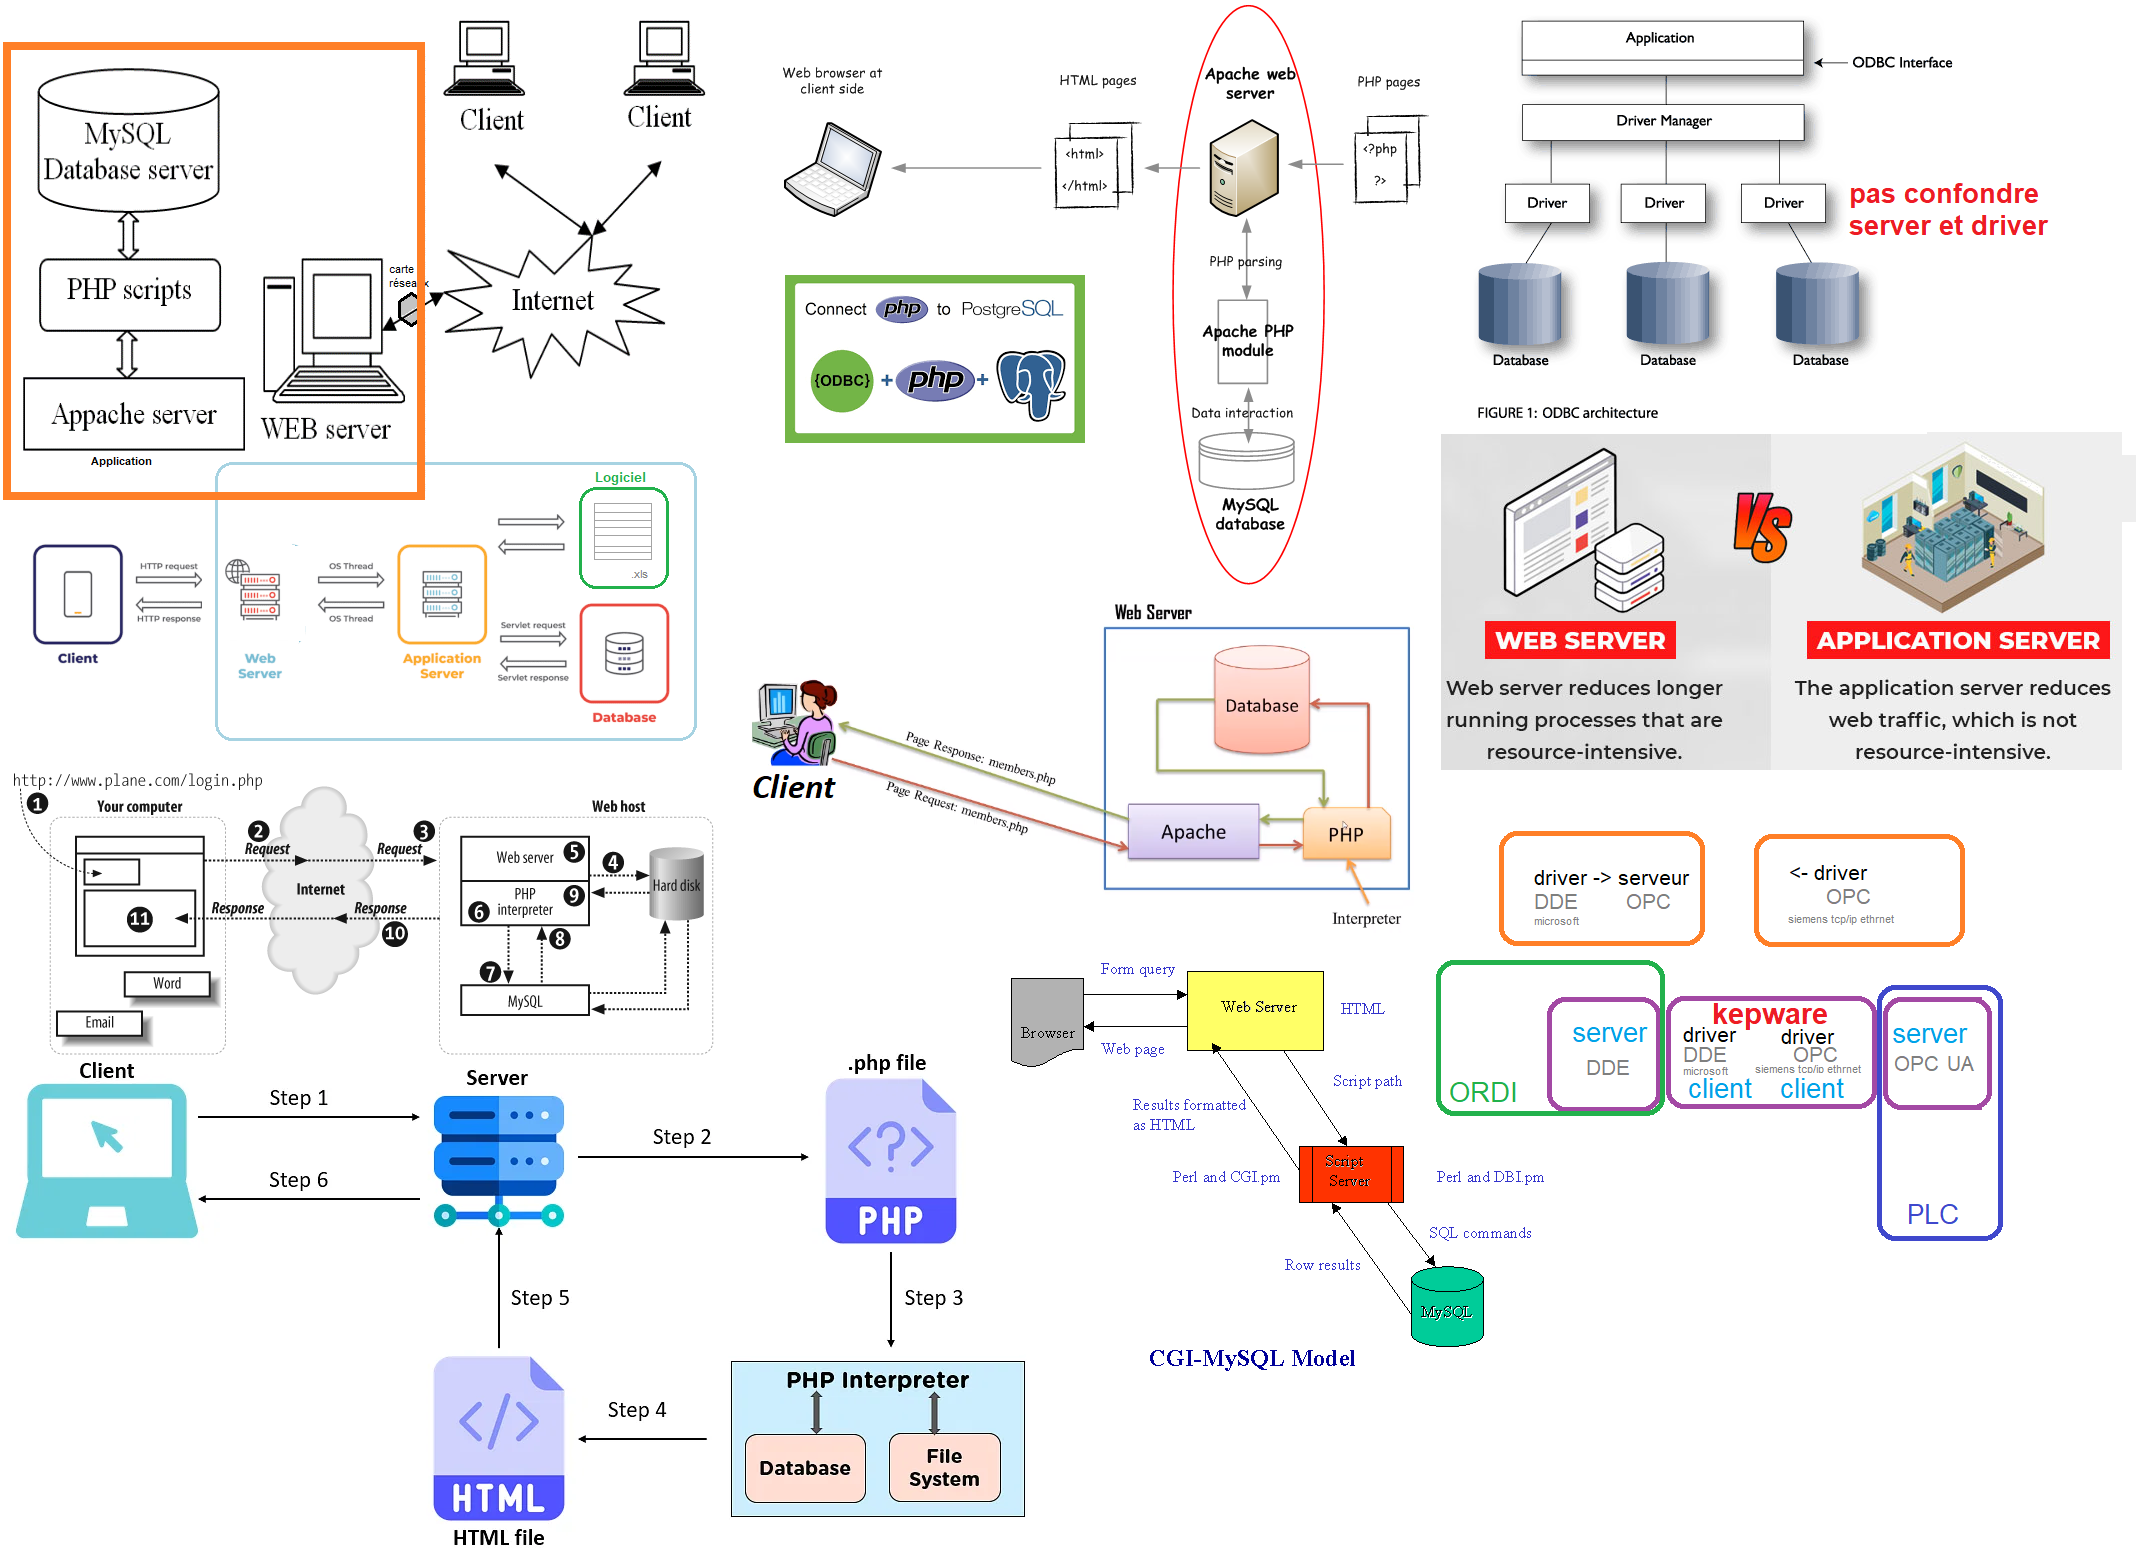 MySQL
Database server
PHP scripts
Appache server
Application
WEB server
carte
réseaux
Client
Client
Internet
Web browser at
client side
HTML pages
<html>
</html>
Apache web
server
PHP pages
<?php
?>
PHP parsing
Apache PHP
module
Data interaction
MySQL
database
Connect php to PostgreSQL
{ODBC} + php +
Application
ODBC Interface
Driver Manager
Driver
Driver
Driver
pas confondre
server et driver
Database
Database
Database
FIGURE 1: ODBC architecture
Client
HTTP request
HTTP response
Web
Server
OS Thread
OS Thread
Application
Server
Logiciel
.xls
Servlet request
Servlet response
Database
VS
WEB SERVER
Web server reduces longer
running processes that are
resource-intensive.
APPLICATION SERVER
The application server reduces
web traffic, which is not
resource-intensive.
Web Server
Database
Client
Page Response: members.php
Page Request: members.php
Apache
PHP
Interpreter
http://www.plane.com/login.php
1
Your computer
2
Request
3
Request
Internet
Response
Response
10
11
Word
Email
Web host
Web server
5
4
PHP
interpreter
9
6
Hard disk
8
7
MySQL
driver -> serveur
DDE
OPC
microsoft
<- driver
OPC
siemens tcp/ip ethrnet
ORDI
server
DDE
kepware
driver
driver
DDE
OPC
microsoft
siemens tcp/ip ethrnet
client
client
server
OPC UA
PLC
Browser
Form query
Web page
Web Server
HTML
Script path
Results formatted
as HTML
Perl and CGI.pm
Script
Server
Perl and DBI.pm
SQL commands
Row results
MySQL
CGI-MySQL Model
Client
Step 1
Step 6
Server
Step 2
.php file
<?>
PHP
Step 3
Step 5
PHP Interpreter
Database
File
System
Step 4
</>
HTML
HTML file